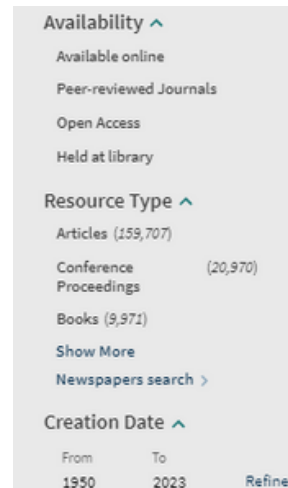 Availability
Available online
Peer-reviewed Journals
Open Access
Held at library
Resource Type
Articles (159,707)
Conference (20,970)
Proceedings
Books (9,971)
Show More
Newspapers search >
Creation Date
From To
1950 2023 Refine